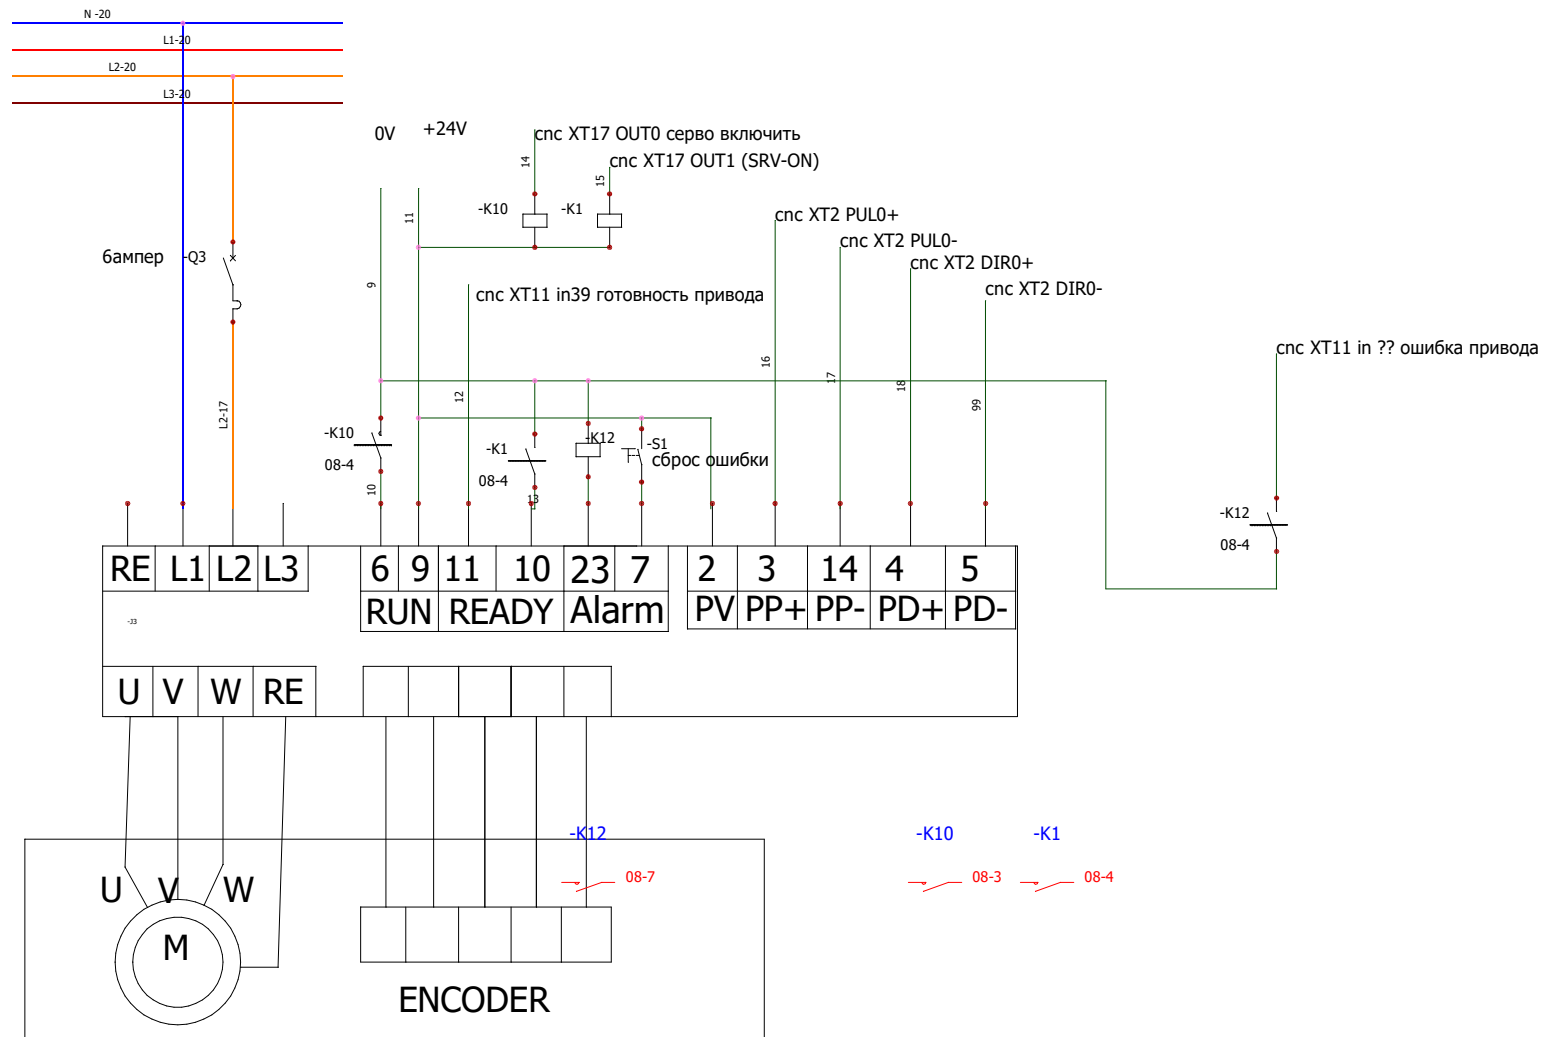 N -20
L1-20
L2-20
L3-20
0V
+24V
cnc XT17 OUT0 серво включить
cnc XT17 OUT1 (SRV-ON)
14
15
-K10
-K1
11
cnc XT2 PUL0+
cnc XT2 PUL0-
cnc XT2 DIR0+
cnc XT2 DIR0-
бампер
-Q3
9
cnc XT11 in39 готовность привода
cnc XT11 in ?? ошибка привода
16
17
18
99
12
L2-17
-K10
08-4
-K1
08-4
-K12
-S1
сброс ошибки
10
13
-K12
08-4
RE L1 L2 L3
6 9 11 10 23 7
2 3 14 4 5
RUN READY Alarm
PV PP+ PP- PD+ PD-
-J3
U V W RE
-K12
-K10
-K1
08-7
08-3
08-4
U V W
M
ENCODER